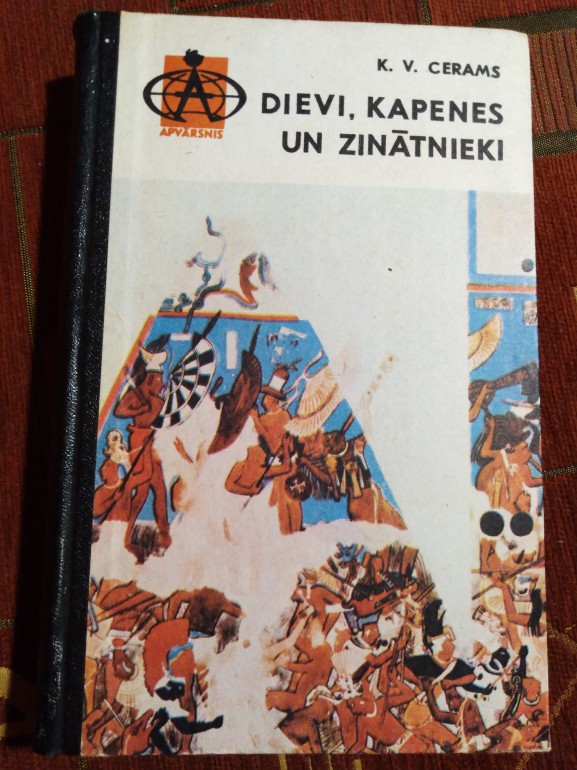 K. V. CERAMS
DIEVI, KAPENES
UN ZINĀTNIEKI
APVĀRSNIS